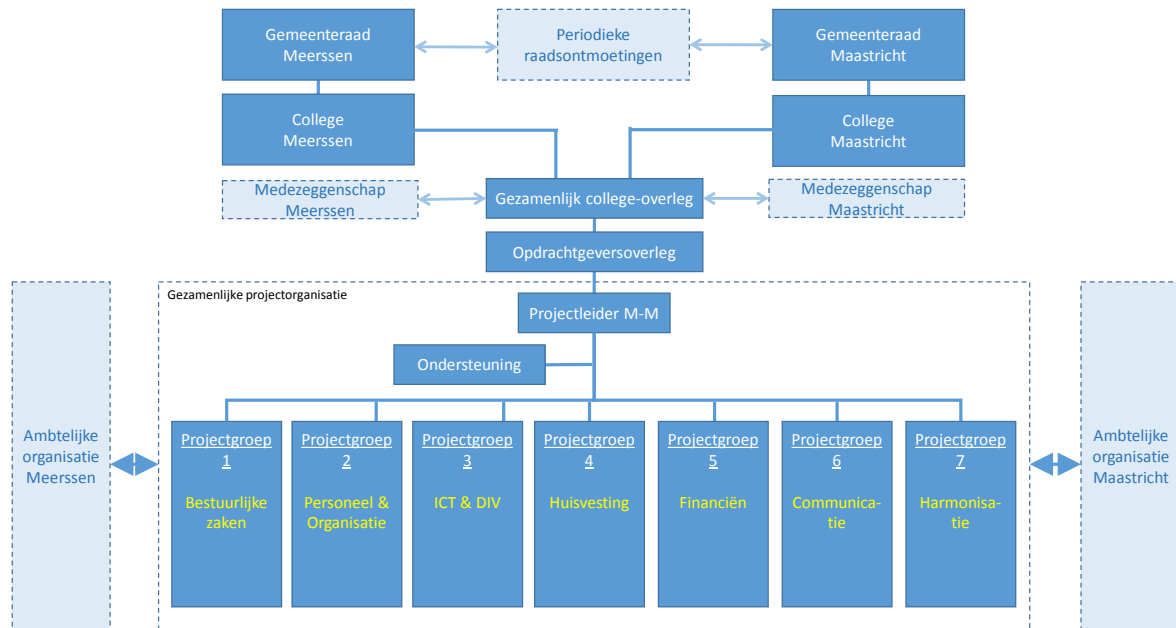 Gemeenteraad
Meerssen
Periodieke
raadsontmoetingen
Gemeenteraad
Maastricht
College
Meerssen
College
Maastricht
Medezeggenschap
Meerssen
Gezamenlijk college-overleg
Medezeggenschap
Maastricht
Opdrachtgeversoverleg
Gezamenlijke projectorganisatie
Projectleider M-M
Ondersteuning
Ambtelijke
organisatie
Meerssen
Projectgroep
1
Bestuurlijke
zaken
Projectgroep
2
Personeel &
Organisatie
Projectgroep
3
ICT & DIV
Projectgroep
4
Huisvesting
Projectgroep
5
Financiën
Projectgroep
6
Communica-
tie
Projectgroep
7
Harmonisa-
tie
Ambtelijke
organisatie
Maastricht